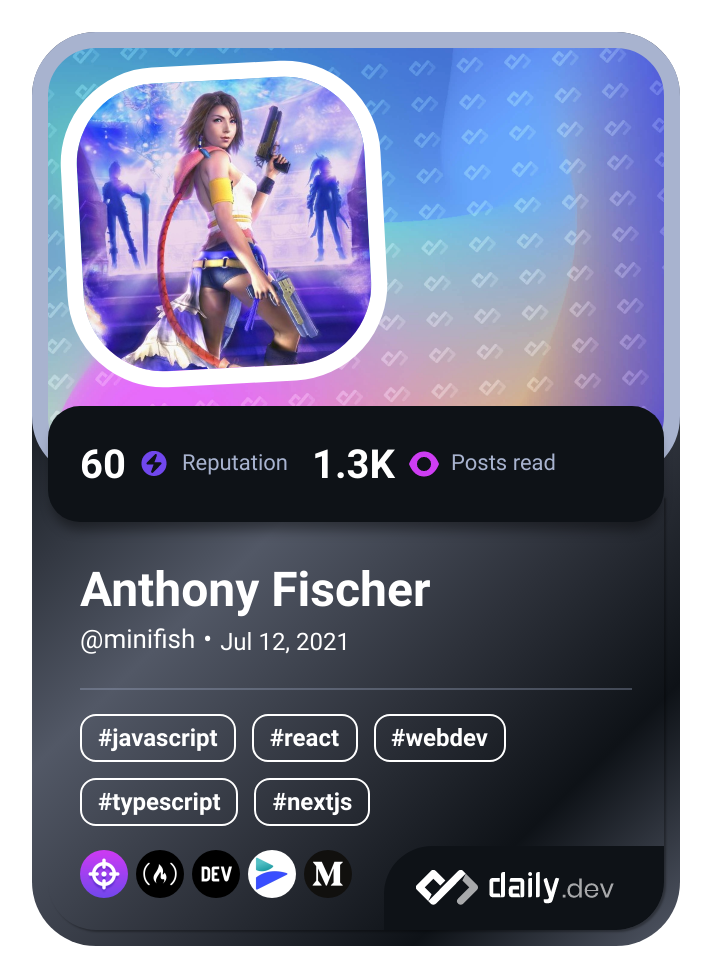 60 Reputation 1.3K Posts read
Anthony Fischer
@minifish • Jul 12, 2021
#javascript #react #webdev
#typescript #nextjs
DEV M daily.dev